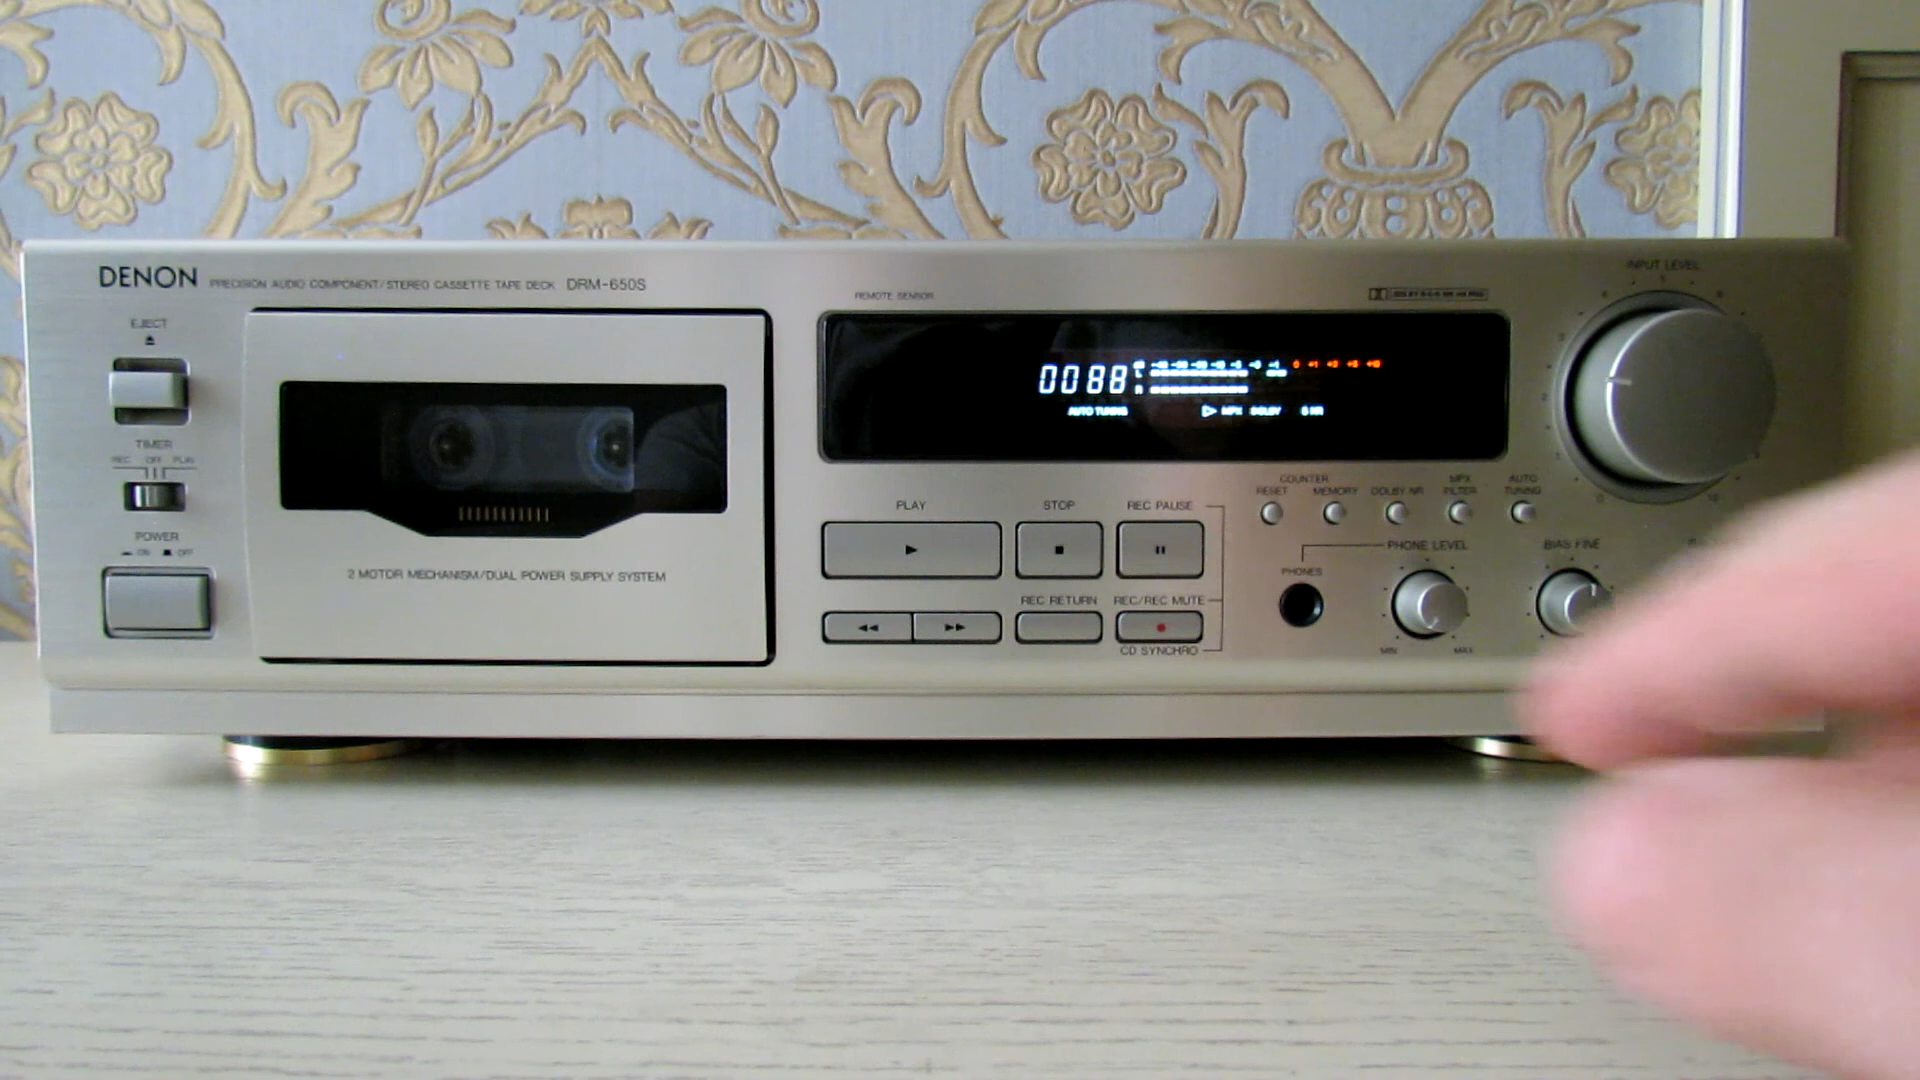 DENON PRECISION AUDIO COMPONENT/STEREO CASSETTE TAPE DECK DRM-650S
EJECT
TIMER
REC OFF PLAY
POWER
ON OFF
2 MOTOR MECHANISM/DUAL POWER SUPPLY SYSTEM
REMOTE SENSOR
0088
dB
L
R
0
AUTO TUNING
MPX DOLBY
PLAY
STOP
REC PAUSE
REC RETURN
REC/REC MUTE
CD SYNCHRO
INPUT LEVEL
COUNTER
RESET
MEMORY
DOLBY NR
MPX FILTER
AUTO TUNING
PHONES
PHONE LEVEL
MIN
MAX
BIAS FINE